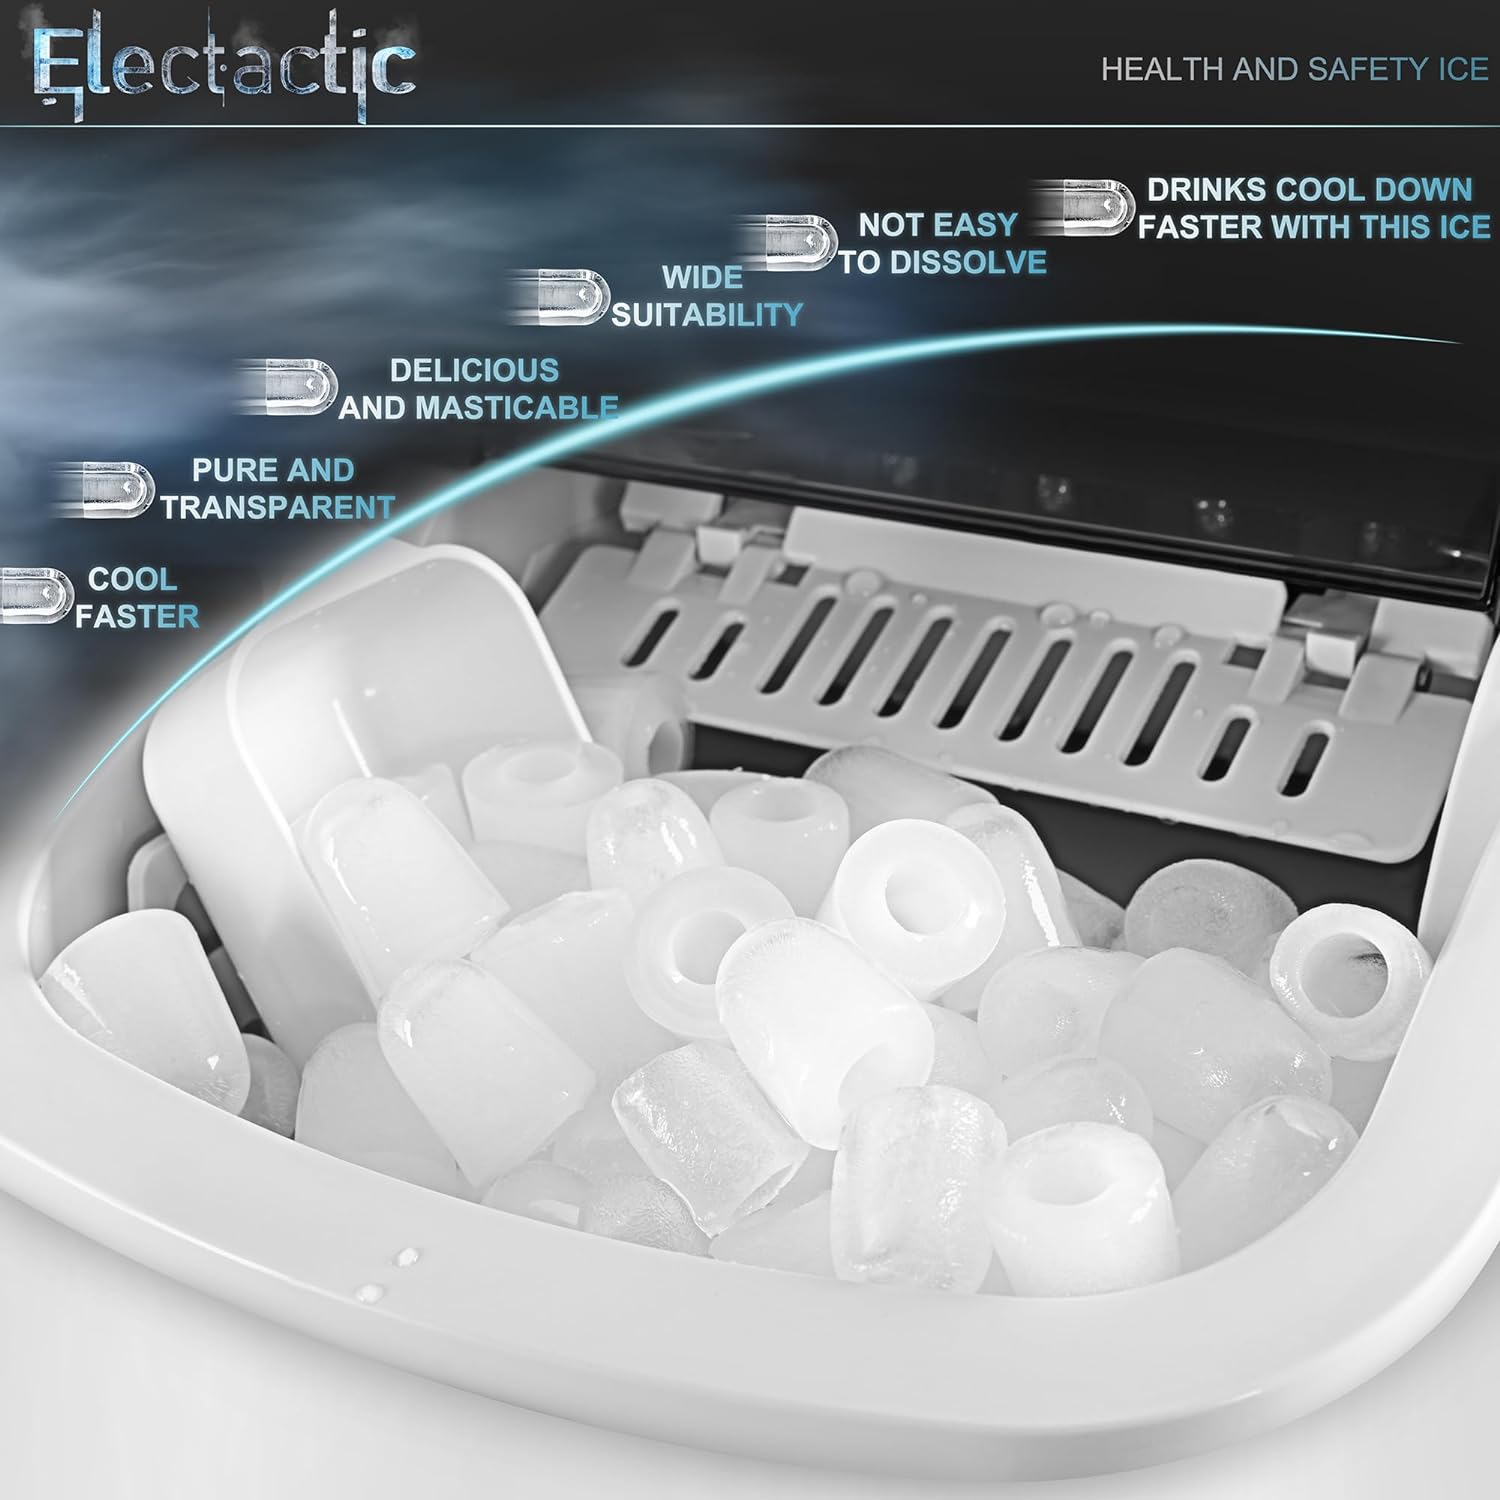 Electactic
HEALTH AND SAFETY ICE
DRINKS COOL DOWN
FASTER WITH THIS ICE
NOT EASY
TO DISSOLVE
WIDE
SUITABILITY
DELICIOUS
AND MASTICABLE
PURE AND
TRANSPARENT
COOL
FASTER